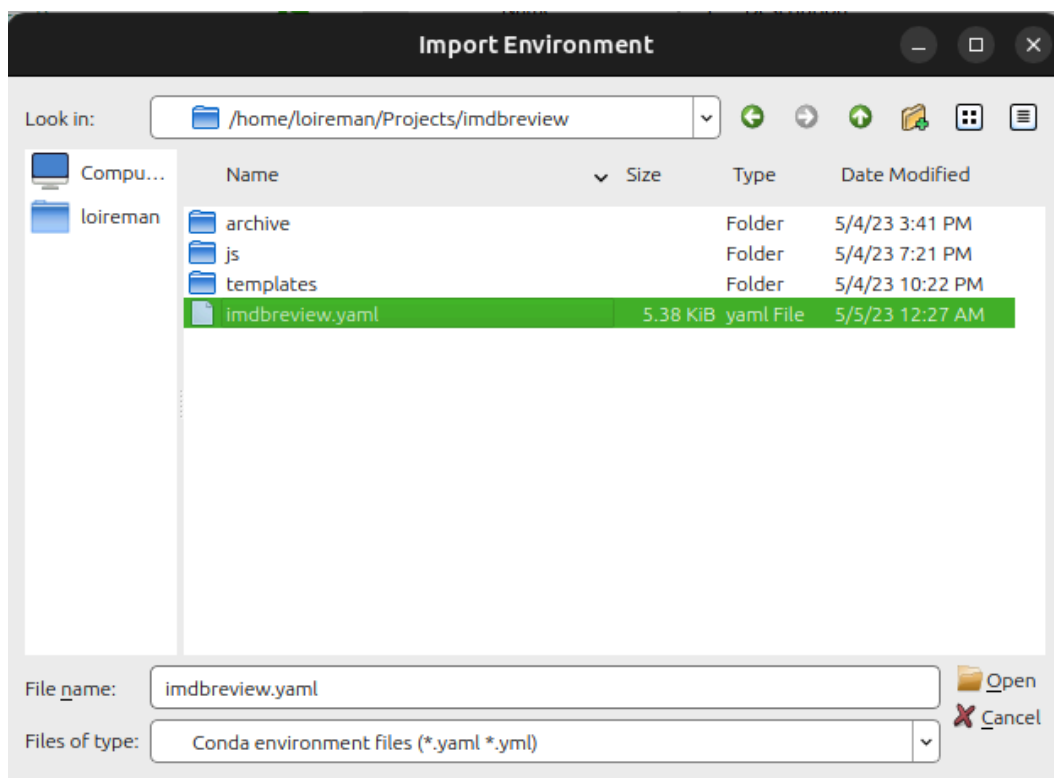 Import Environment
Look in: /home/loireman/Projects/imdbreview
Compu... Name Size Type Date Modified
loireman archive Folder 5/4/23 3:41 PM
js Folder 5/4/23 7:21 PM
templates Folder 5/4/23 10:22 PM
imdbreview.yaml 5.38 KiB yaml File 5/5/23 12:27 AM
File name: imdbreview.yaml Open
Cancel
Files of type: Conda environment files (*.yaml *.yml)